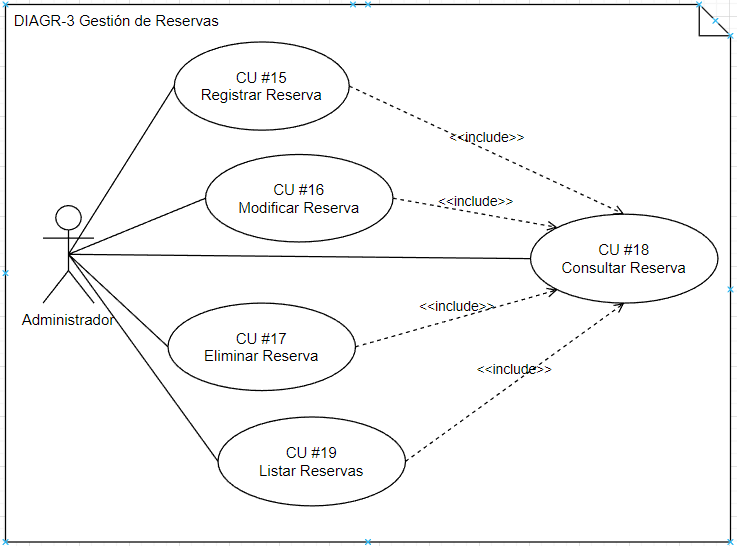 DIAGR-3 Gestión de Reservas
CU #15
Registrar Reserva
<<include>>
CU #16
Modificar Reserva
<<include>>
CU #18
Consultar Reserva
Administrador
<<include>>
CU #17
Eliminar Reserva
<<include>>
CU #19
Listar Reservas